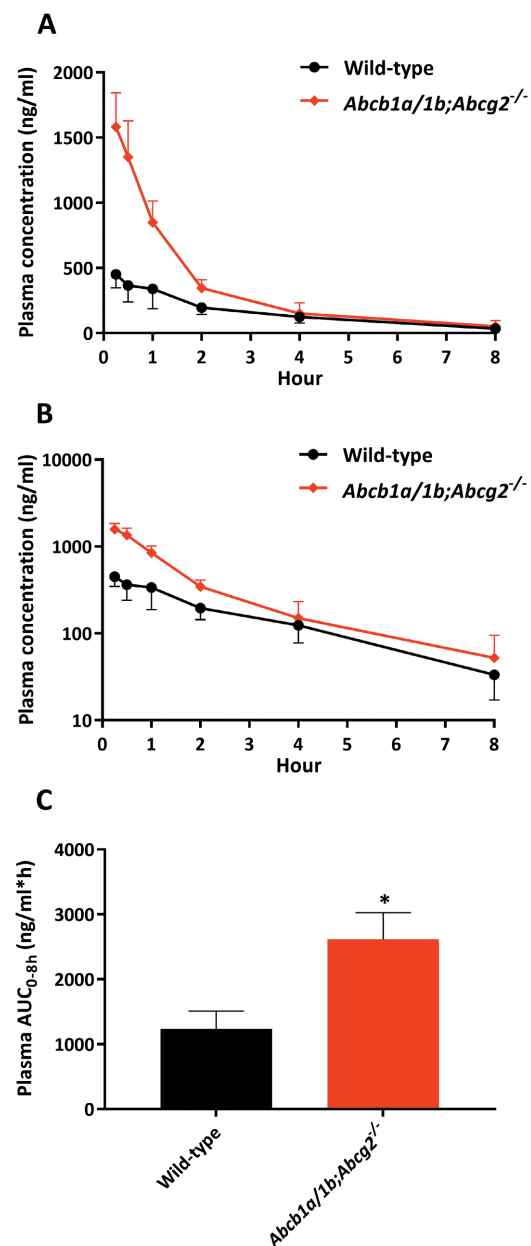 A
Wild-type
Abcb1a/1b;Abcg2-/-
Plasma concentration (ng/ml)
2000
1500
1000
500
0
0 1 2 3 4 5 6 7 8
Hour
B
Wild-type
Abcb1a/1b;Abcg2-/-
Plasma concentration (ng/ml)
10000
1000
100
10
0 1 2 3 4 5 6 7 8
Hour
C
Plasma AUC0-8h (ng/ml*h)
4000
3000
2000
1000
0
*
Wild-type
Abcb1a/1b;Abcg2-/-